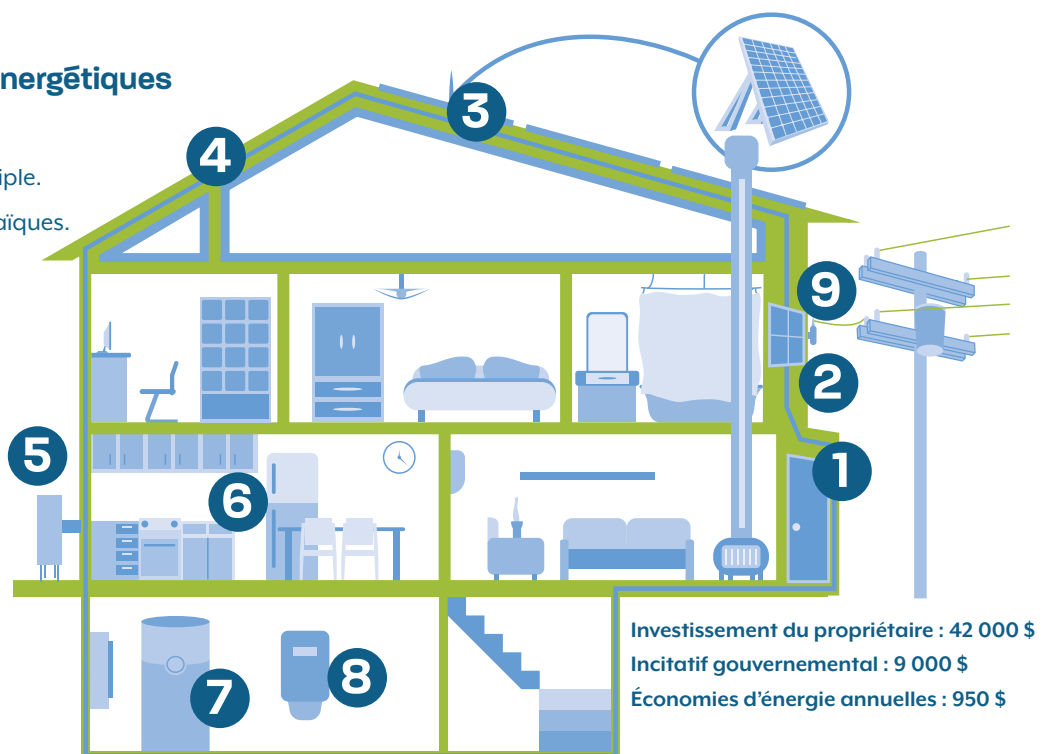 nergétiques
iple.
aïques.
3
4
9
2
5
1
6
7
8
Investissement du propriétaire : 42 000 $
Incitatif gouvernemental : 9 000 $
Économies d’énergie annuelles : 950 $